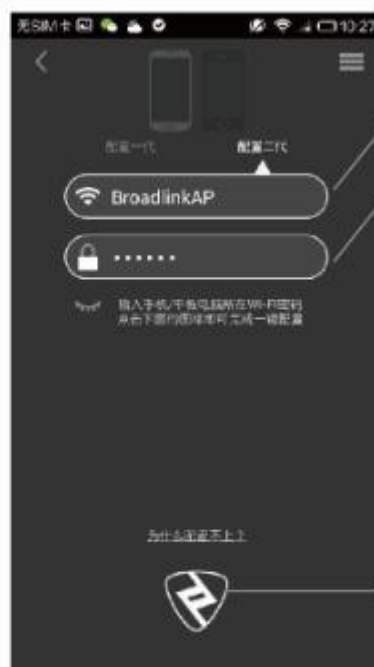 无SIM卡 10:27
配置一代 配置二代
BroadlinkAP
······
输入手机/平板电脑所在Wi-Fi密码
点击下面的图标即可完成一键配置
为什么配置不上？